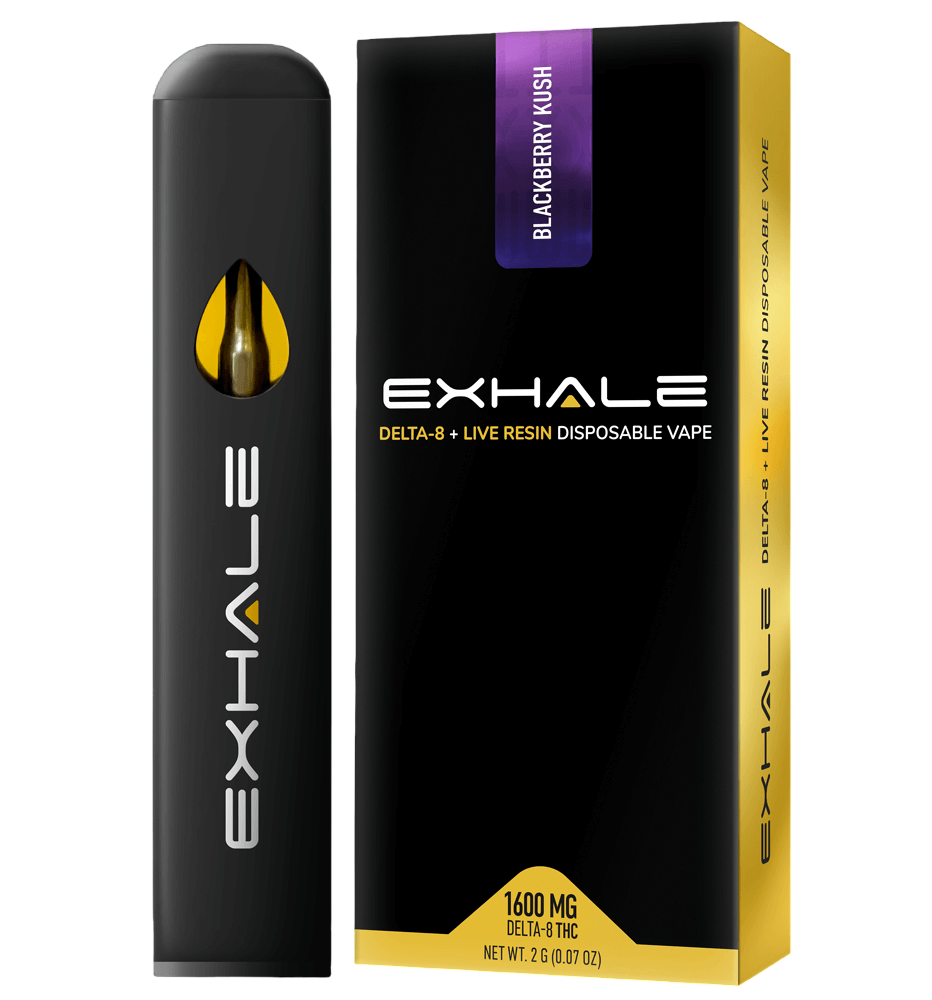 EXHALE
BLACKBERRY KUSH
EXHALE
DELTA-8 + LIVE RESIN DISPOSABLE VAPE
1600 MG
DELTA-8 THC
NET WT. 2 G (0.07 OZ)
EXHALE DELTA-8 + LIVE RESIN DISPOSABLE VAPE